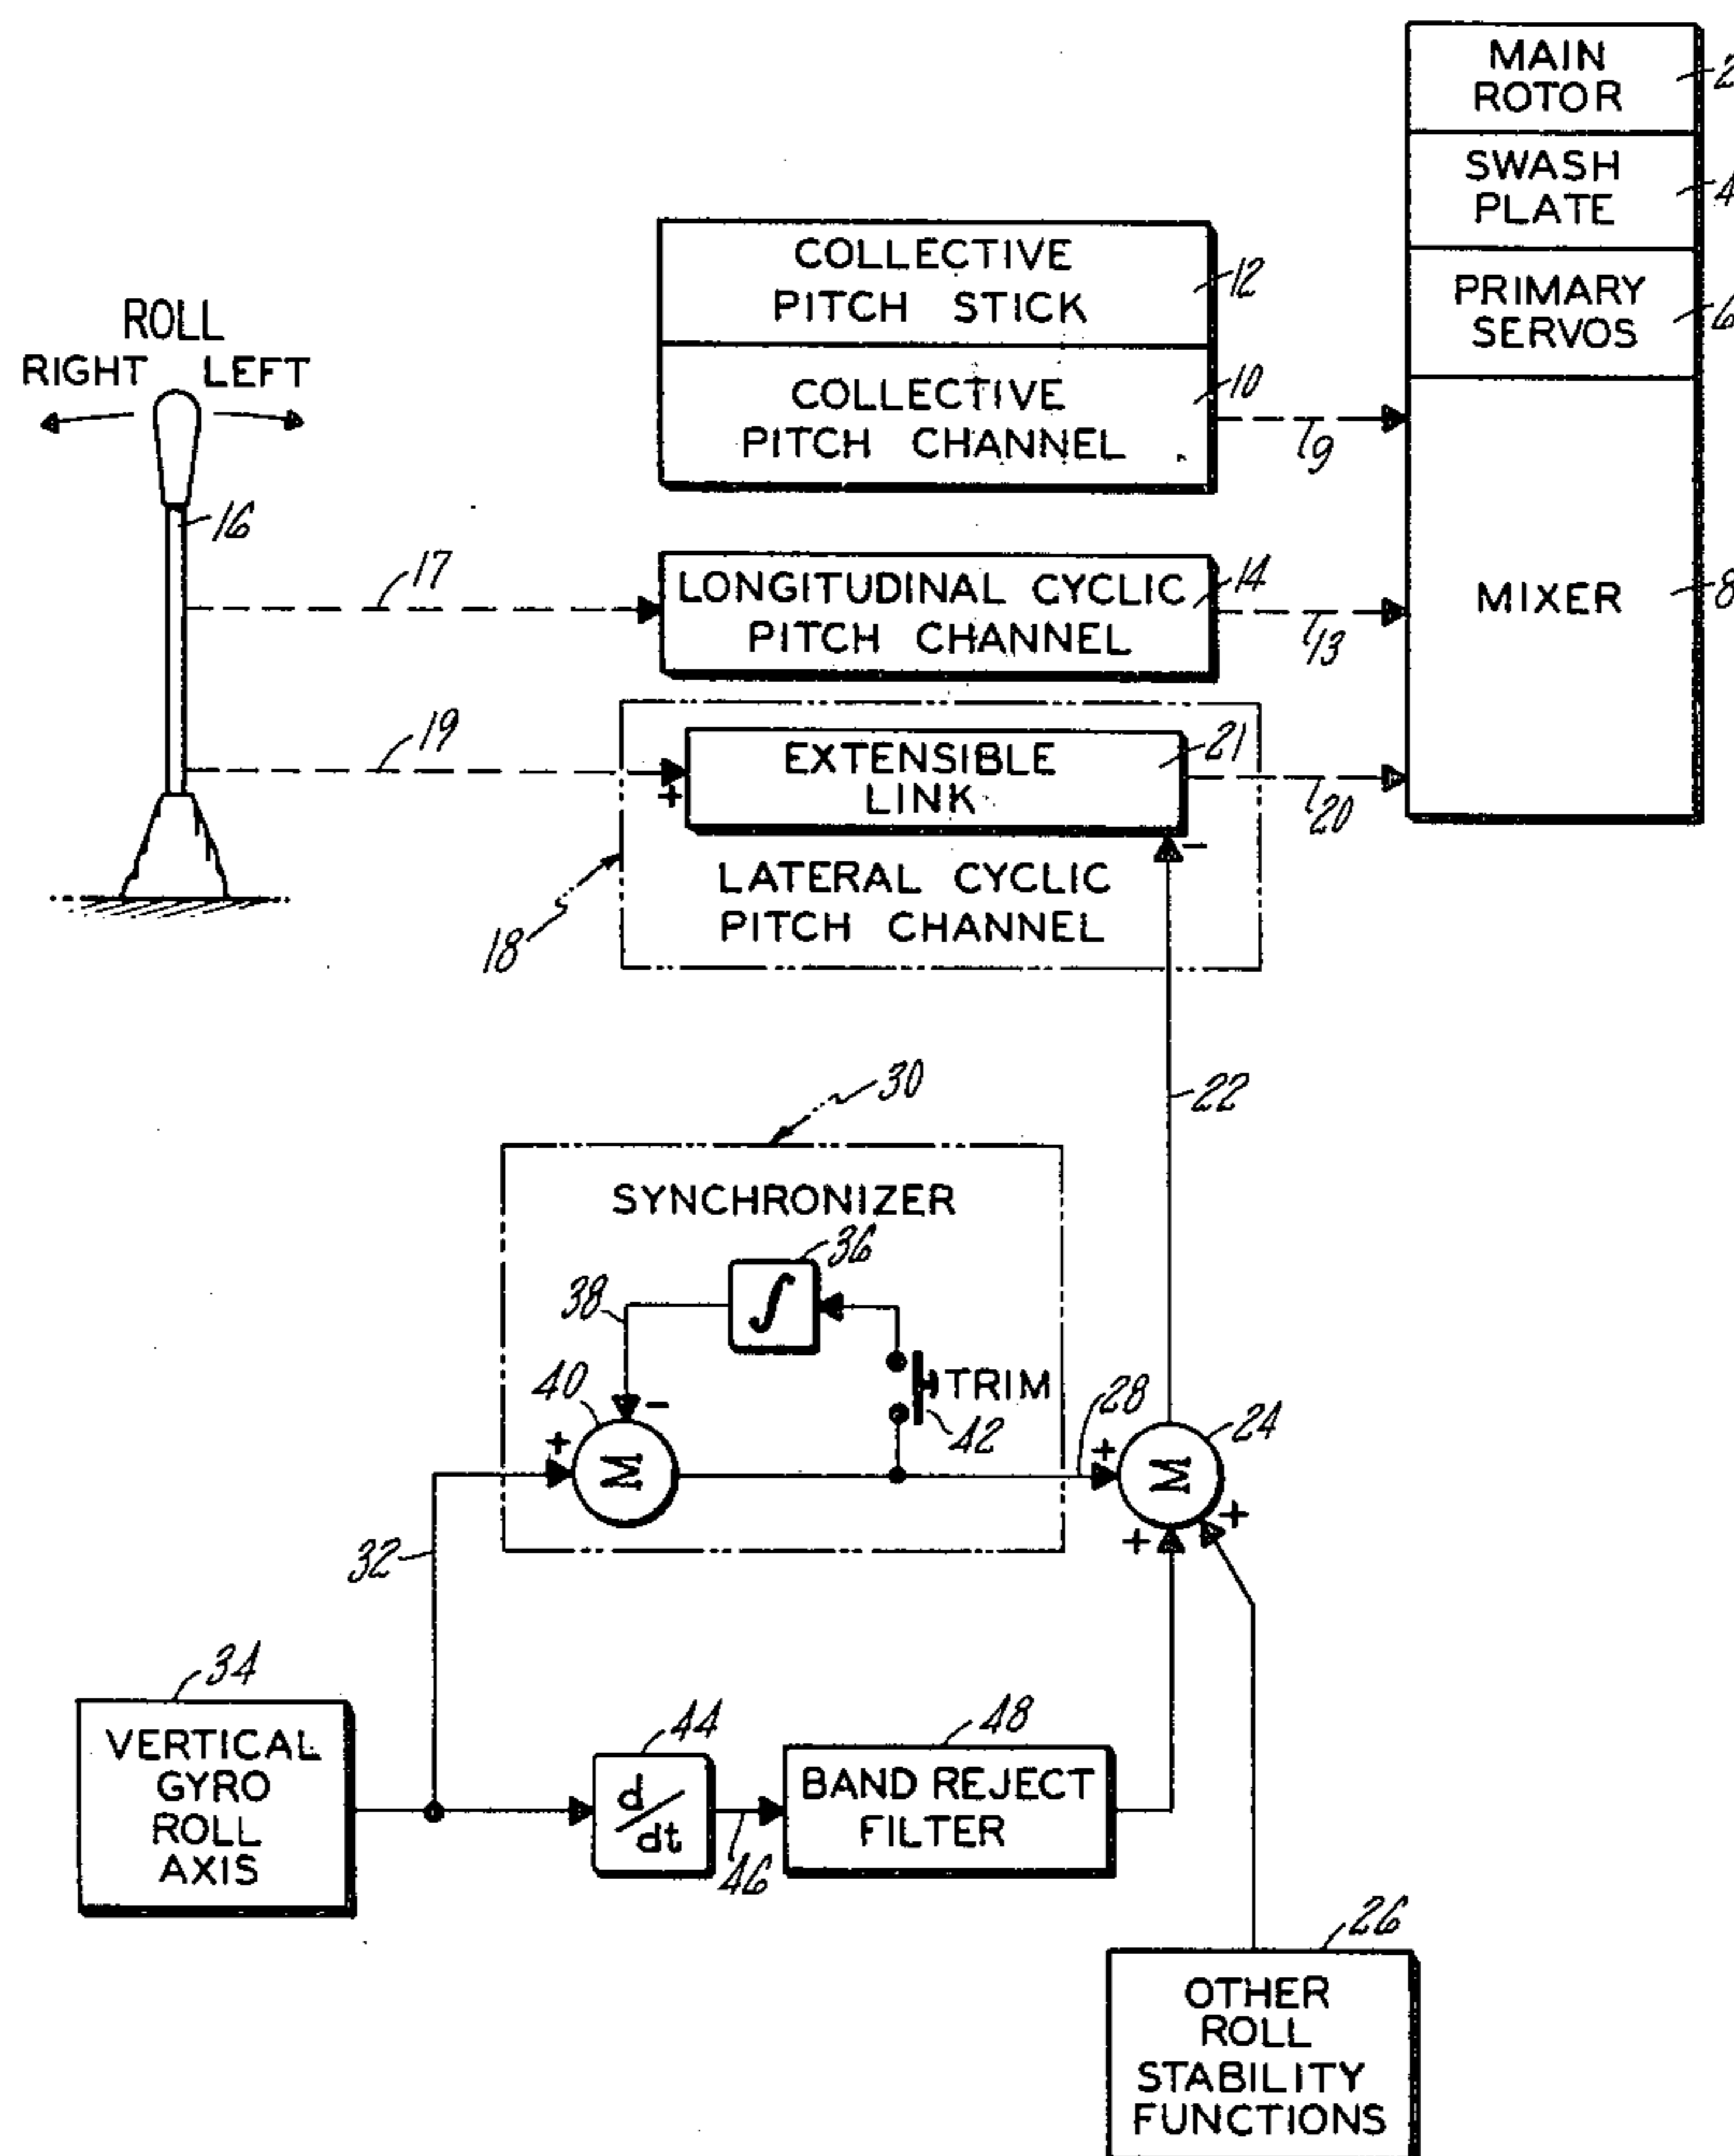 MAIN
ROTOR
2
SWASH
PLATE
4
PRIMARY
SERVOS
6
MIXER
8
COLLECTIVE
PITCH STICK
12
COLLECTIVE
PITCH CHANNEL
10
9
ROLL
RIGHT LEFT
16
17
LONGITUDINAL CYCLIC
PITCH CHANNEL
14
13
19
+
EXTENSIBLE
LINK
21
20
-
LATERAL CYCLIC
PITCH CHANNEL
18
22
30
SYNCHRONIZER
36
∫
38
40
-
+
Σ
TRIM
42
28
+
24
Σ
+
+
32
34
VERTICAL
GYRO
ROLL
AXIS
44
d/dt
46
48
BAND REJECT
FILTER
26
OTHER
ROLL
STABILITY
FUNCTIONS